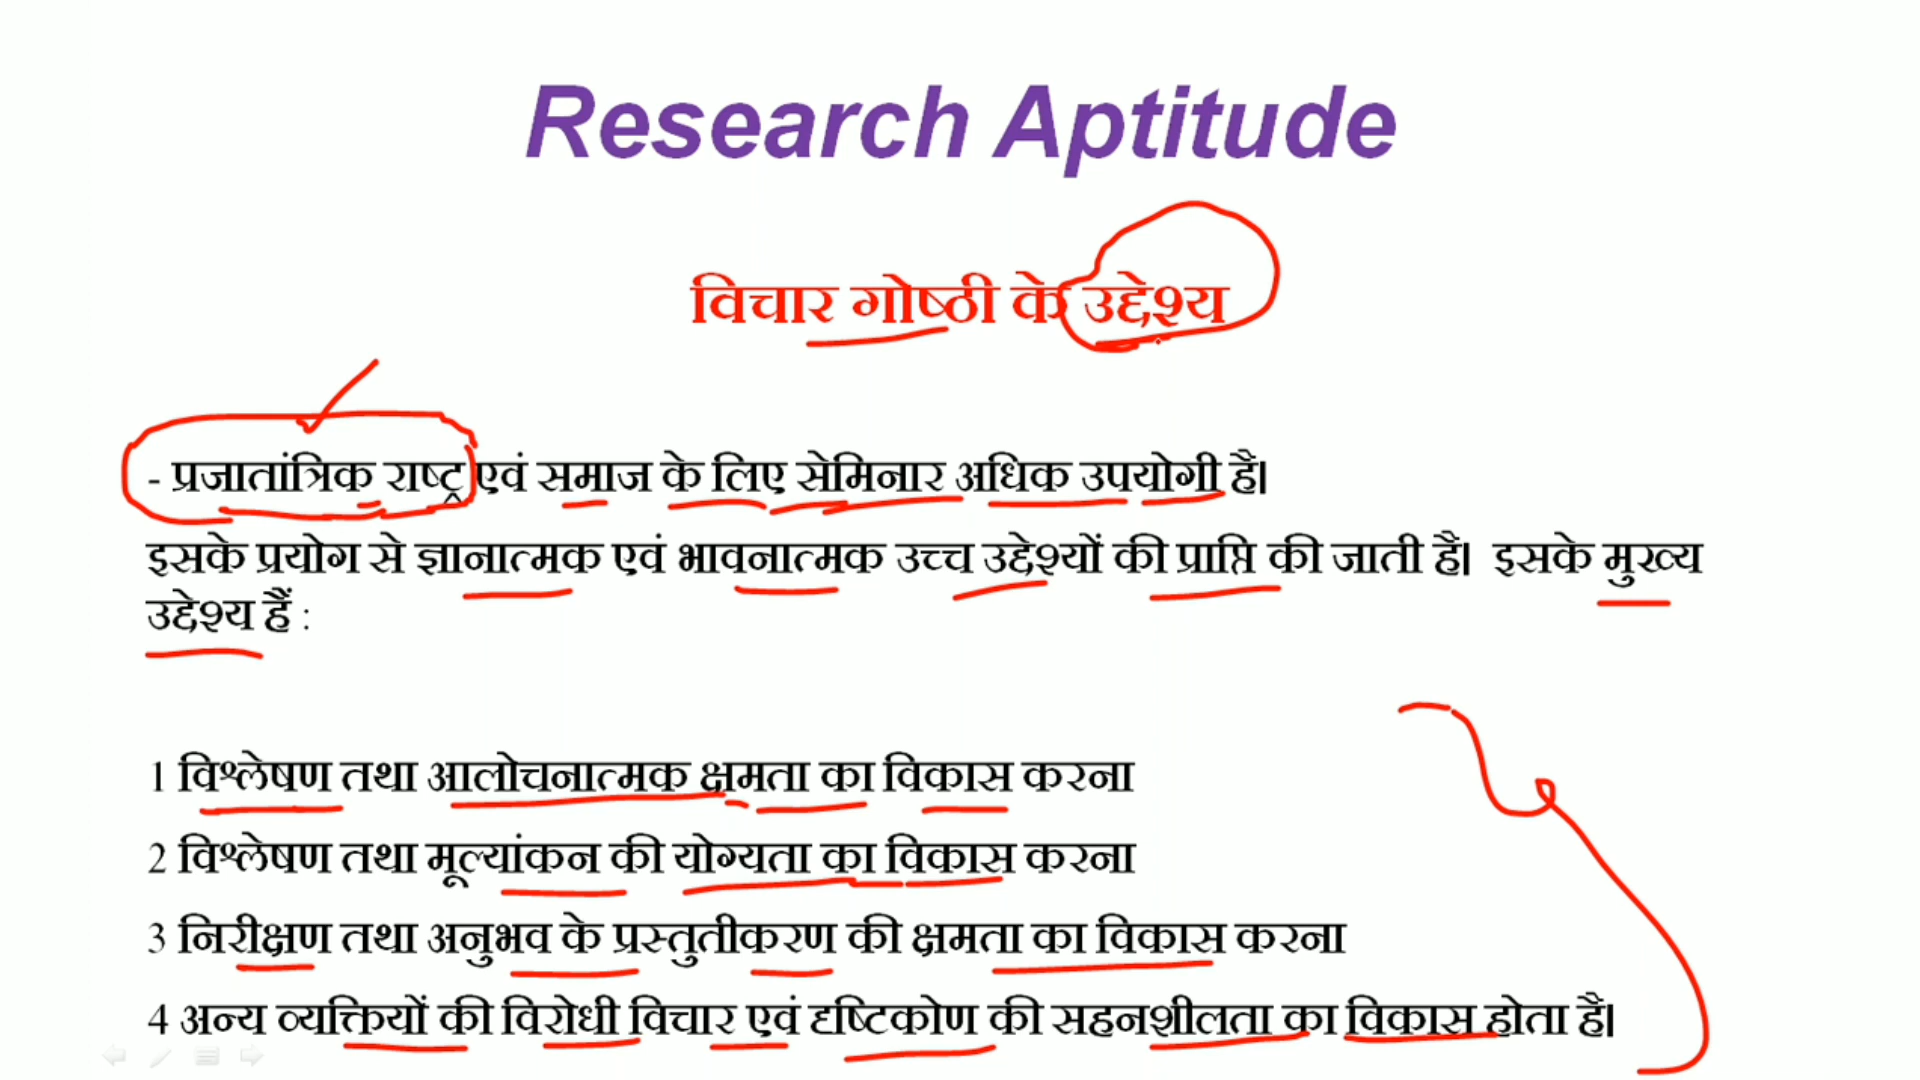 Research Aptitude
विचार गोष्ठी के उद्देश्य
- प्रजातांत्रिक राष्ट्र एवं समाज के लिए सेमिनार अधिक उपयोगी है।
इसके प्रयोग से ज्ञानात्मक एवं भावनात्मक उच्च उद्देश्यों की प्राप्ति की जाती है। इसके मुख्य
उद्देश्य हैं :
1 विश्लेषण तथा आलोचनात्मक क्षमता का विकास करना
2 विश्लेषण तथा मूल्यांकन की योग्यता का विकास करना
3 निरीक्षण तथा अनुभव के प्रस्तुतीकरण की क्षमता का विकास करना
4 अन्य व्यक्तियों की विरोधी विचार एवं दृष्टिकोण की सहनशीलता का विकास होता है।